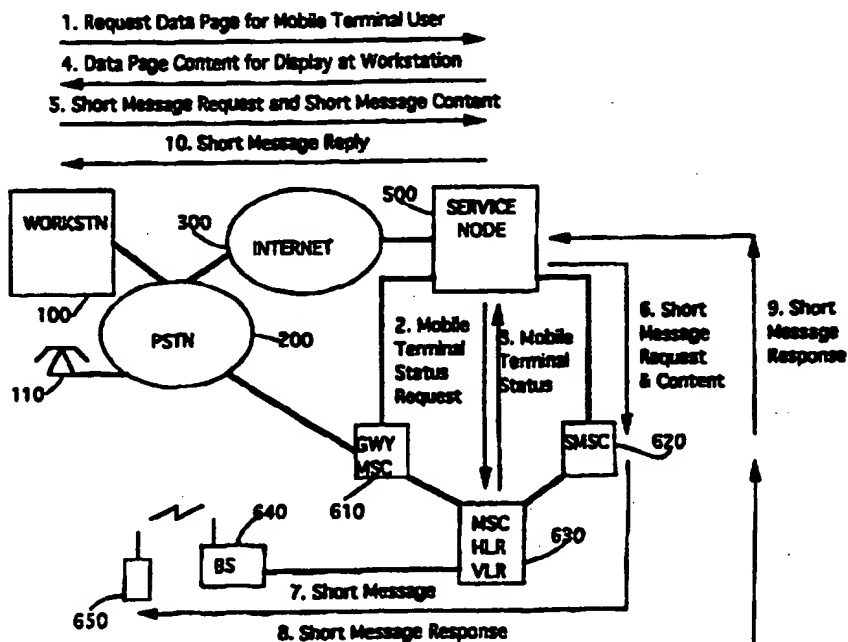 1. Request Data Page for Mobile Terminal User
4. Data Page Content for Display at Workstation
5. Short Message Request and Short Message Content
10. Short Message Reply
500
WORKSTN
300
INTERNET
SERVICE
NODE
100
PSTN
200
110
2. Mobile
Terminal
Status
Request
3. Mobile
Terminal
Status
6. Short
Message
Request
& Content
9. Short
Message
Response
GWY
MSC
610
SMSC
620
MSC
HLR
VLR
630
640
BS
650
7. Short Message
8. Short Message Response